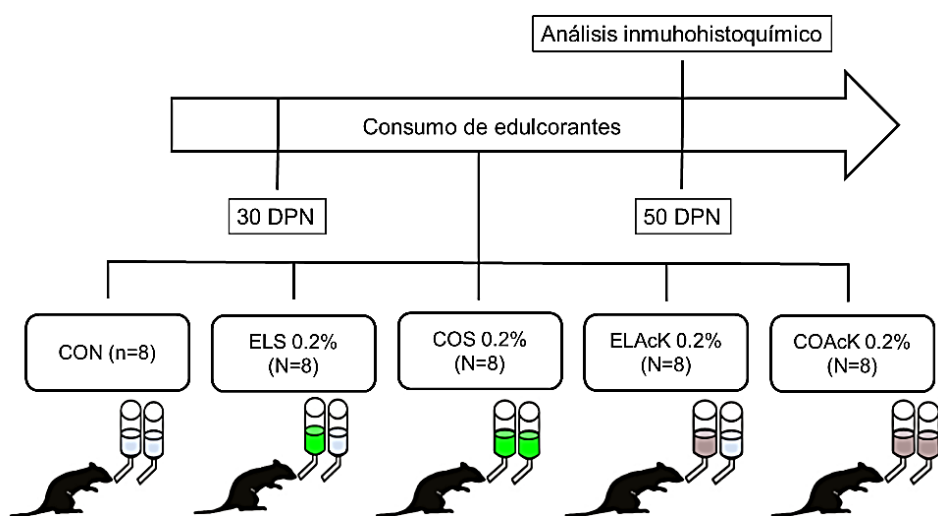 Análisis inmuhohistoquímico
Consumo de edulcorantes
30 DPN
50 DPN
CON (n=8)
ELS 0.2%
(N=8)
COS 0.2%
(N=8)
ELAcK 0.2%
(N=8)
COAcK 0.2%
(N=8)